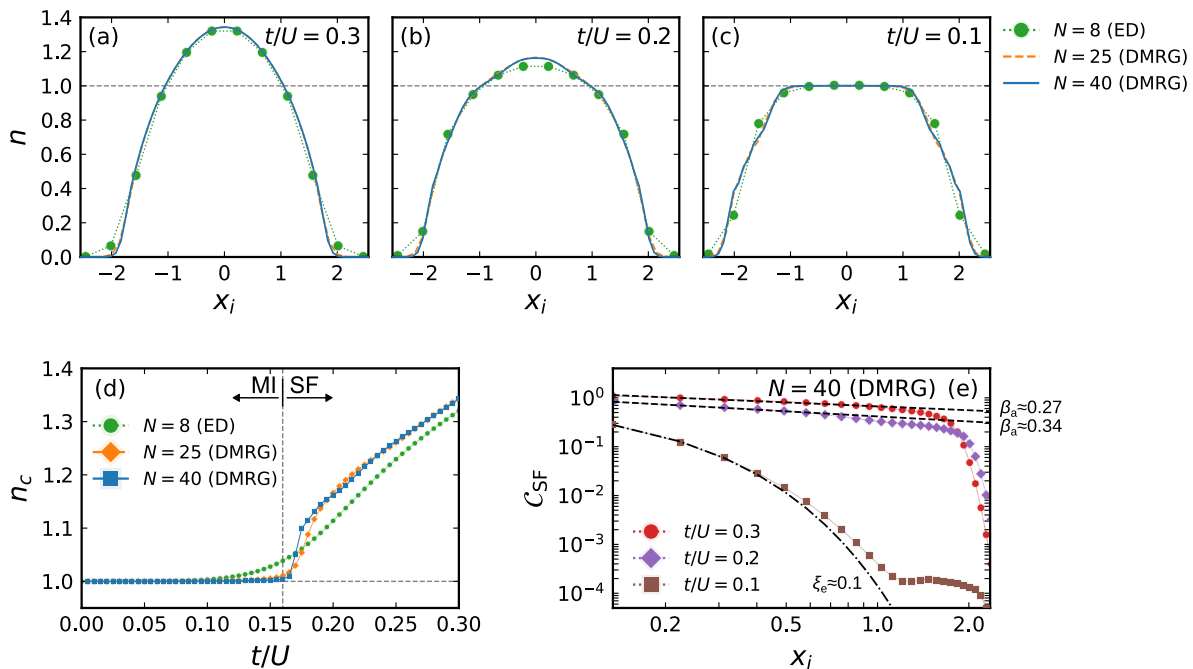 1.4
1.2
1.0
0.8
0.6
0.4
0.2
0.0
n
(a)
t/U = 0.3
−2 −1 0 1 2
x_i
(b)
t/U = 0.2
−2 −1 0 1 2
x_i
(c)
t/U = 0.1
−2 −1 0 1 2
x_i
N = 8 (ED)
N = 25 (DMRG)
N = 40 (DMRG)
1.4
1.3
1.2
1.1
1.0
n_c
(d)
MI SF
N = 8 (ED)
N = 25 (DMRG)
N = 40 (DMRG)
0.00 0.05 0.10 0.15 0.20 0.25 0.30
t/U
10^0
10^−1
10^−2
10^−3
10^−4
C_SF
N = 40 (DMRG) (e)
β_a≈0.27
β_a≈0.34
t/U = 0.3
t/U = 0.2
t/U = 0.1
ξ_e≈0.1
0.2 0.5 1.0 2.0
x_j